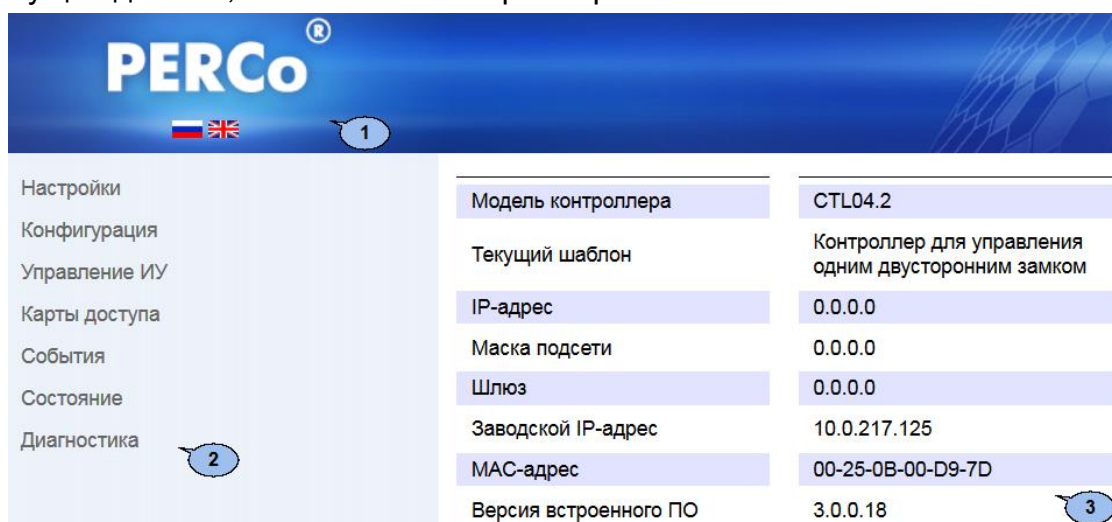 PERCo®
1
Настройки
Конфигурация
Управление ИУ
Карты доступа
События
Состояние
Диагностика
2
Модель контроллера CTL04.2
Текущий шаблон Контроллер для управления
одним двусторонним замком
IP-адрес 0.0.0.0
Маска подсети 0.0.0.0
Шлюз 0.0.0.0
Заводской IP-адрес 10.0.217.125
MAC-адрес 00-25-0B-00-D9-7D
Версия встроенного ПО 3.0.0.18
3